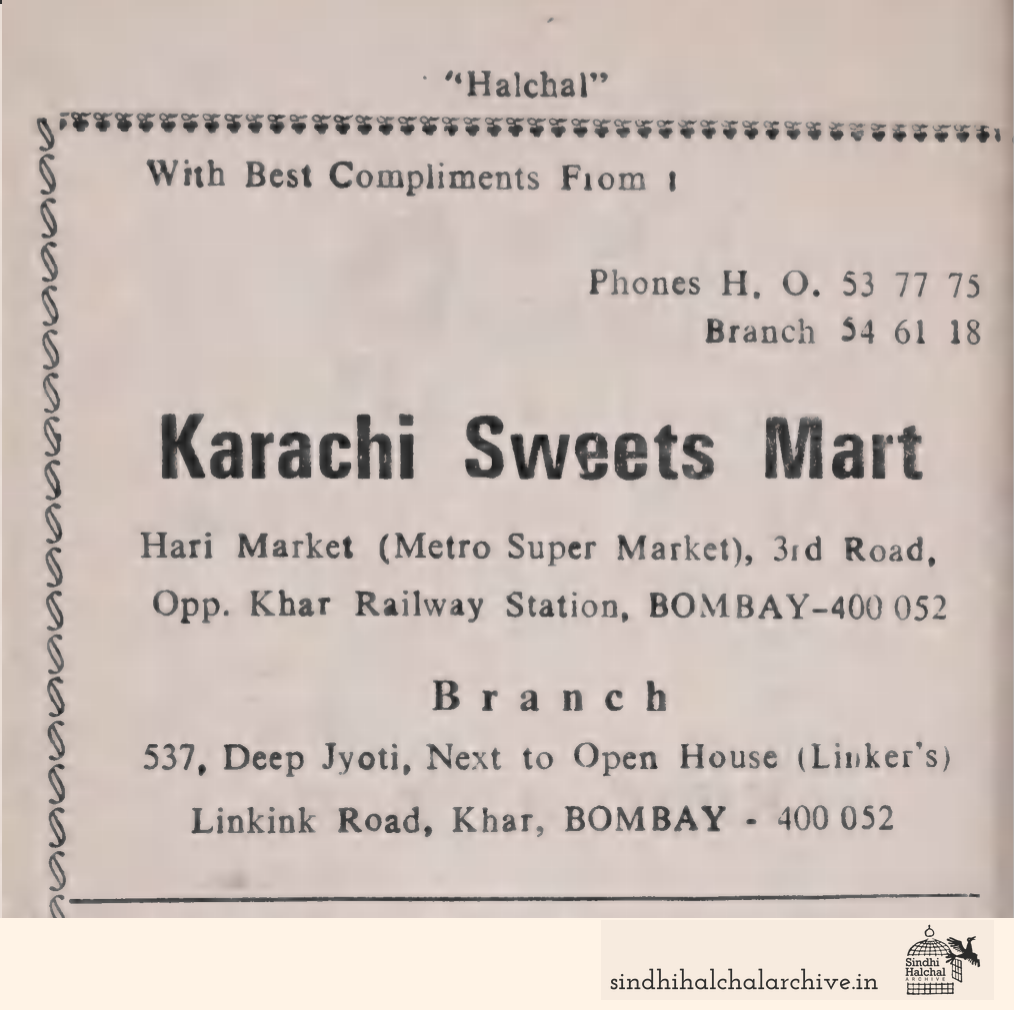 "Halchal"
With Best Compliments From :
Phones H. O. 53 77 75
Branch 54 61 18
Karachi Sweets Mart
Hari Market (Metro Super Market), 3rd Road,
Opp. Khar Railway Station, BOMBAY-400 052
Branch
537, Deep Jyoti, Next to Open House (Linker's)
Linkink Road, Khar, BOMBAY - 400 052
sindhihalchalarchive.in
Sindhi
Halchal
ARCHIVE